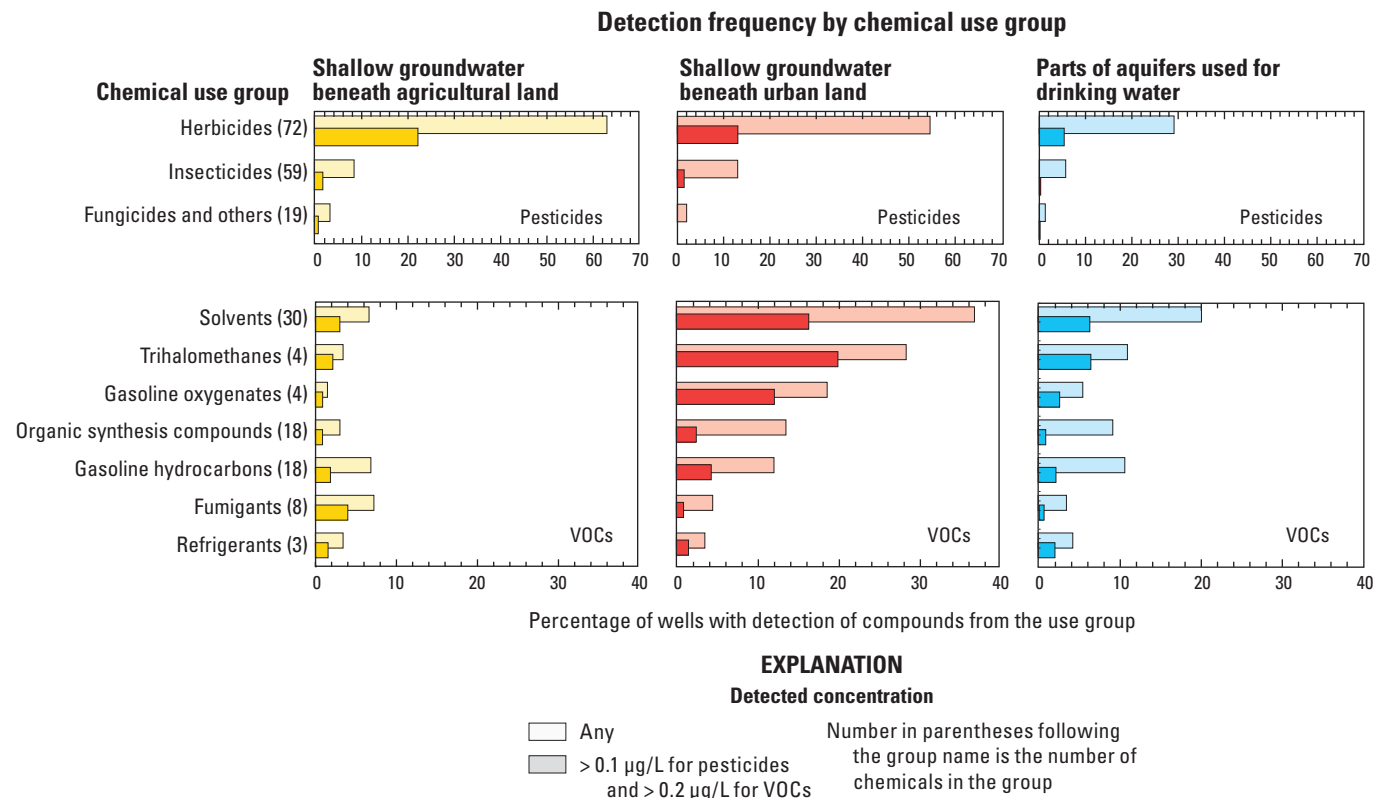 Detection frequency by chemical use group
Chemical use group
Shallow groundwater
beneath agricultural land
Shallow groundwater
beneath urban land
Parts of aquifers used for
drinking water
Herbicides (72)
Insecticides (59)
Fungicides and others (19)
Pesticides
Pesticides
Pesticides
0 10 20 30 40 50 60 70
0 10 20 30 40 50 60 70
0 10 20 30 40 50 60 70
Solvents (30)
Trihalomethanes (4)
Gasoline oxygenates (4)
Organic synthesis compounds (18)
Gasoline hydrocarbons (18)
Fumigants (8)
Refrigerants (3)
VOCs
VOCs
VOCs
0 10 20 30 40
0 10 20 30 40
0 10 20 30 40
Percentage of wells with detection of compounds from the use group
EXPLANATION
Detected concentration
Any
> 0.1 µg/L for pesticides
and > 0.2 µg/L for VOCs
Number in parentheses following
the group name is the number of
chemicals in the group